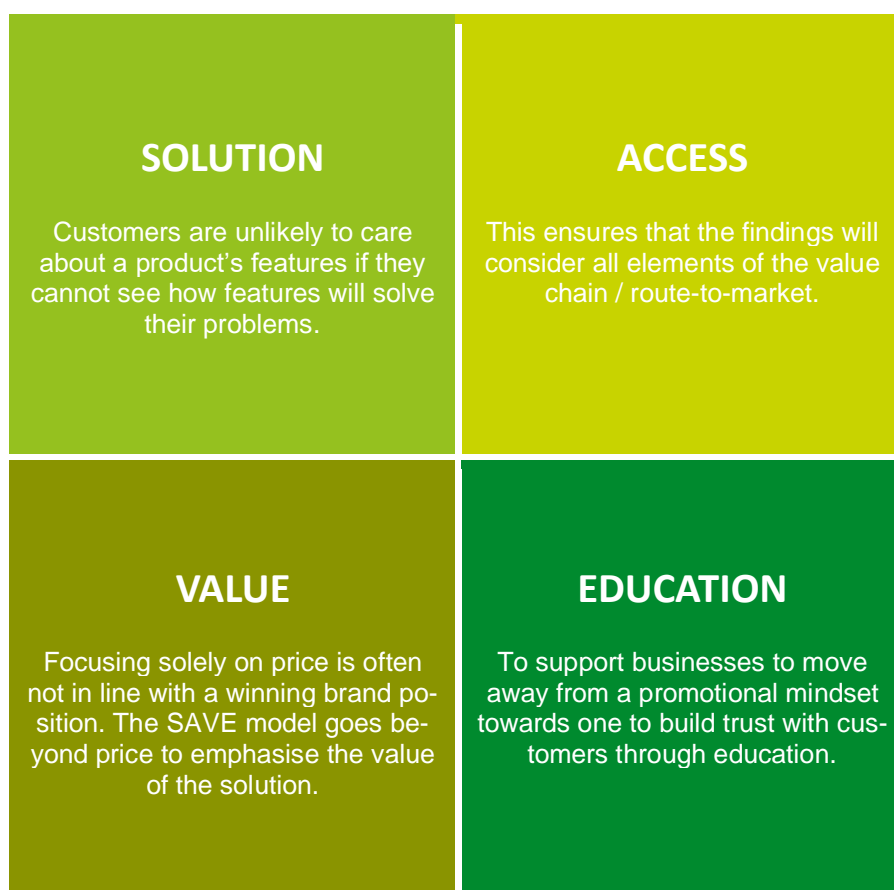 SOLUTION
Customers are unlikely to care
about a product's features if they
cannot see how features will solve
their problems.
ACCESS
This ensures that the findings will
consider all elements of the value
chain / route-to-market.
VALUE
Focusing solely on price is often
not in line with a winning brand po-
sition. The SAVE model goes be-
yond price to emphasise the value
of the solution.
EDUCATION
To support businesses to move
away from a promotional mindset
towards one to build trust with cus-
tomers through education.